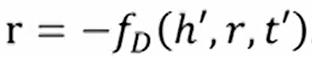 r = −f_D(h′, r, t′)